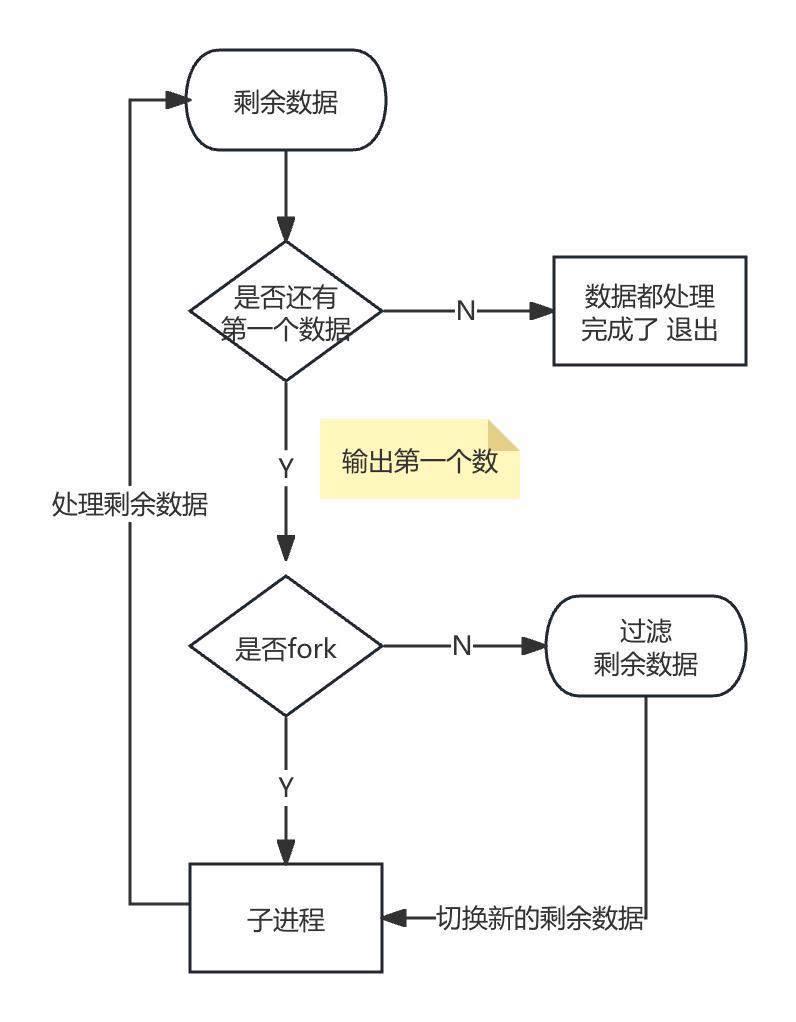 剩余数据
是否还有
第一个数据
N
数据都处理
完成了 退出
Y
输出第一个数
处理剩余数据
是否fork
N
过滤
剩余数据
Y
子进程
切换新的剩余数据